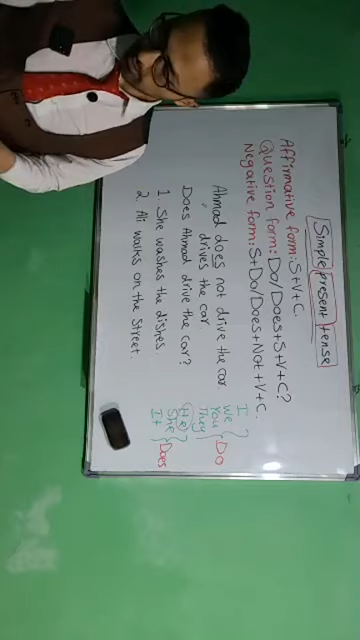 Simple present tense
Affirmative form: S+V+C.
Question form: Do/Does+S+V+C?
Negative form: S+Do/Does+Not+V+C.
Ahmad does not drive the car.
drives the car
Does Ahmad drive the car?
1. She washes the dishes.
2. Ali walks on the street.
I
We
You
They
Do
He
She
It
Does